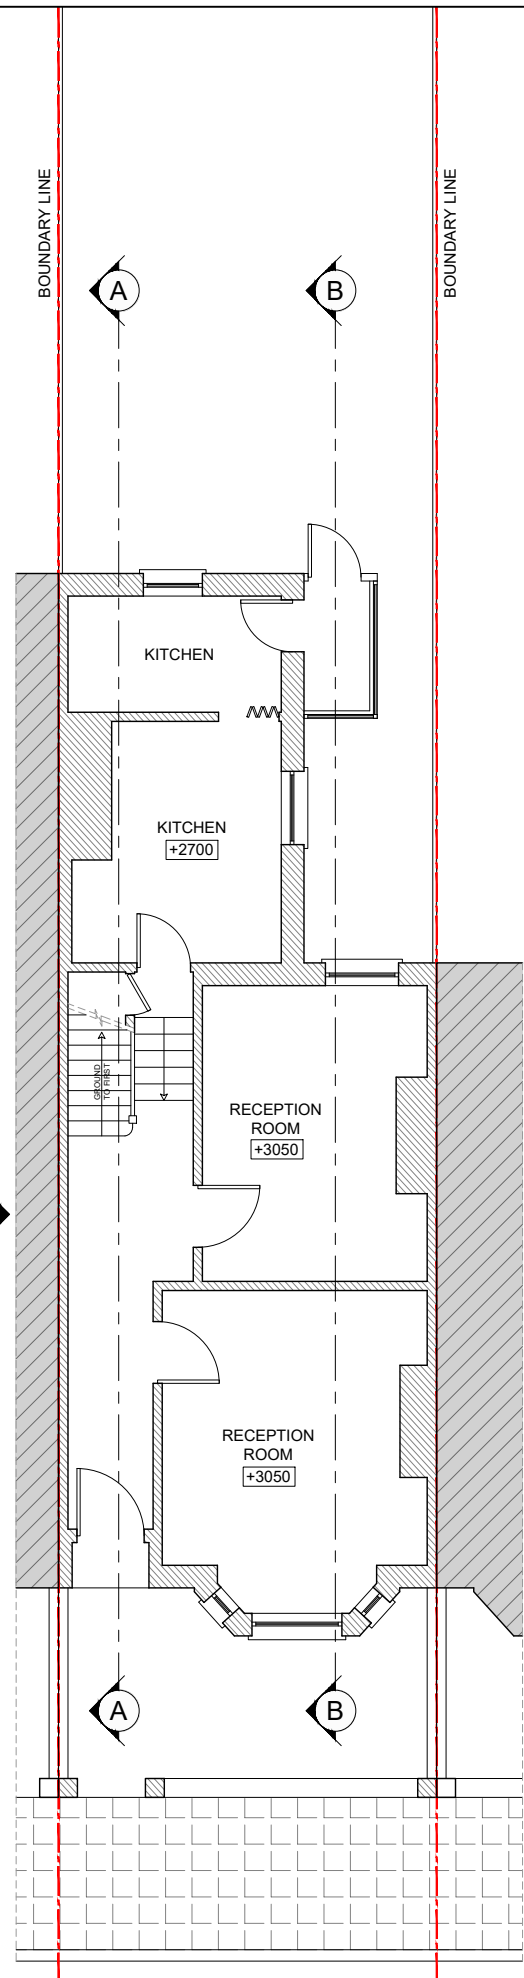 BOUNDARY LINE
BOUNDARY LINE
A
B
KITCHEN
KITCHEN
+2700
GROUND
TO FIRST
RECEPTION
ROOM
+3050
RECEPTION
ROOM
+3050
A
B